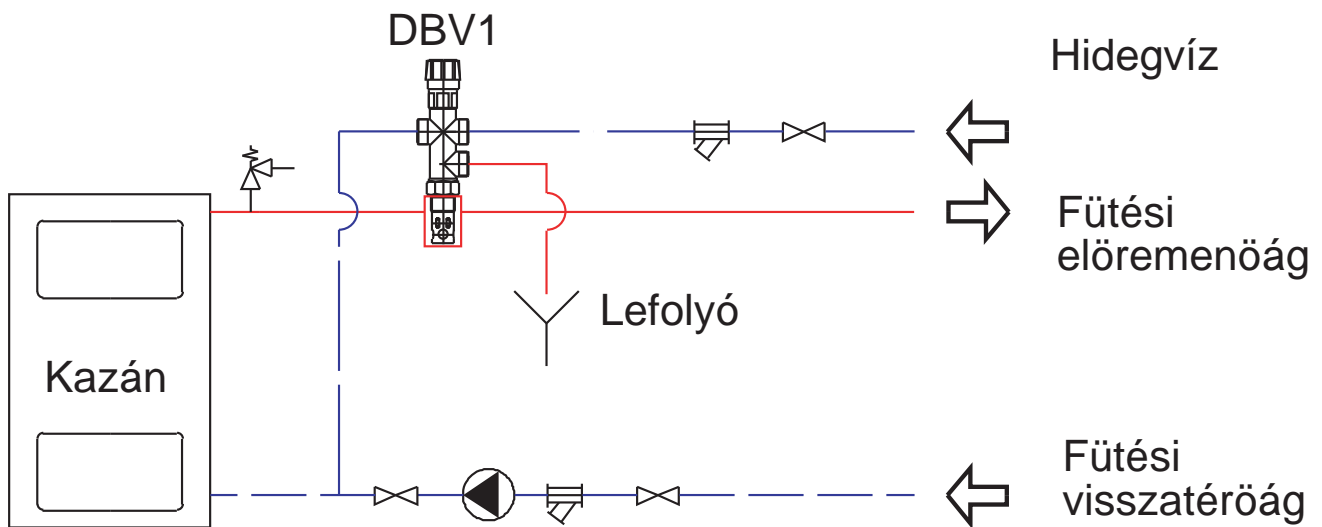 DBV1
Hidegvíz
Fütési
elöremenöág
Lefolyó
Kazán
Fütési
visszatéröág